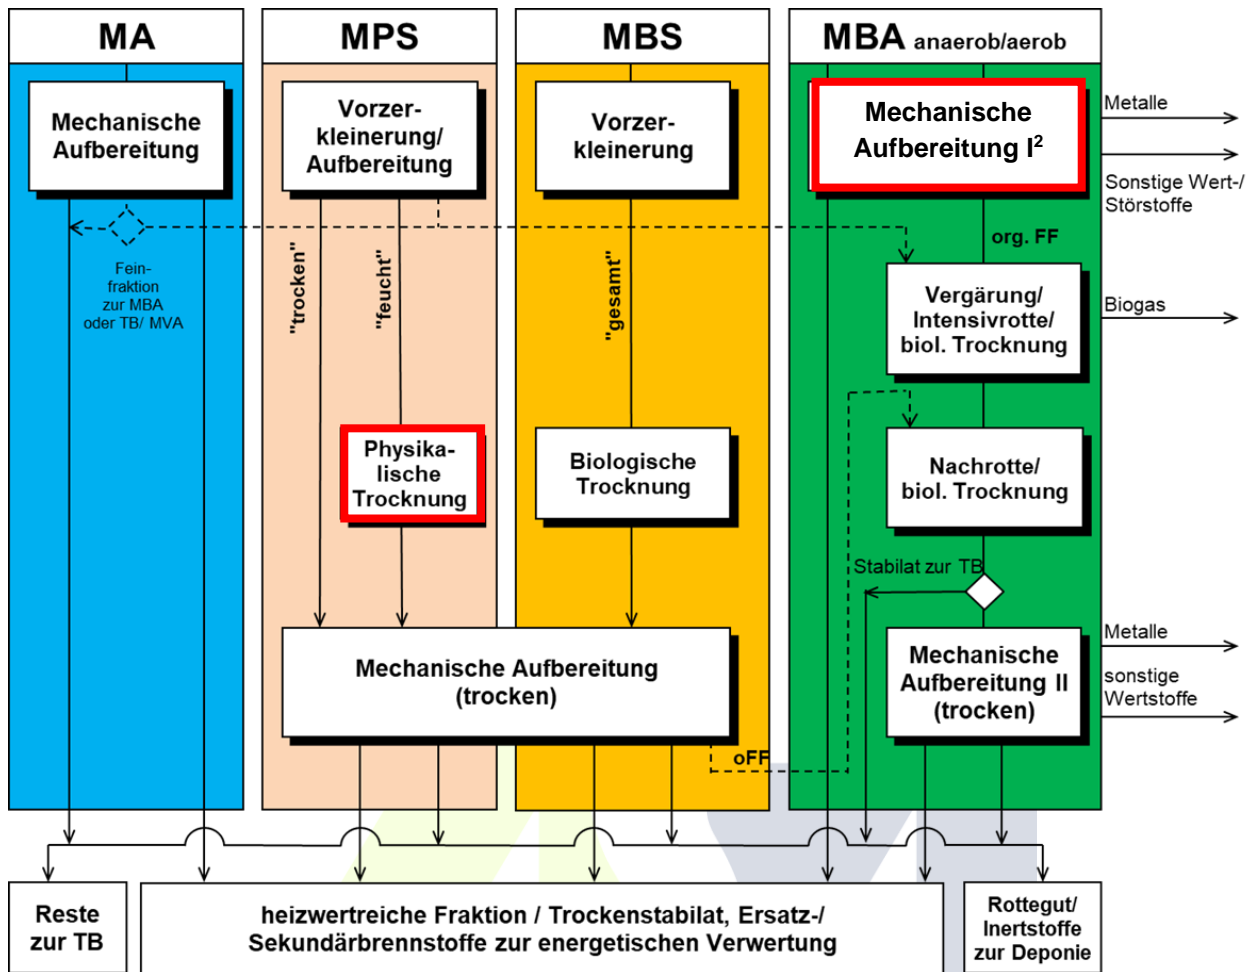 MA
MPS
MBS
MBA anaerob/aerob
Mechanische
Aufbereitung
Vorzer-
kleinerung/
Aufbereitung
Vorzer-
kleinerung
Mechanische
Aufbereitung I²
Metalle
Sonstige Wert-/
Störstoffe
Fein-
fraktion
zur MBA
oder TB/ MVA
"trocken"
"feucht"
"gesamt"
org. FF
Vergärung/
Intensivrotte/
biol. Trocknung
Biogas
Physika-
lische
Trocknung
Biologische
Trocknung
Nachrotte/
biol. Trocknung
Stabilat zur TB
Mechanische Aufbereitung
(trocken)
Mechanische
Aufbereitung II
(trocken)
Metalle
sonstige
Wertstoffe
oFF
Reste
zur TB
heizwertreiche Fraktion / Trockenstabilat, Ersatz-/
Sekundärbrennstoffe zur energetischen Verwertung
Rottegut/
Inertstoffe
zur Deponie